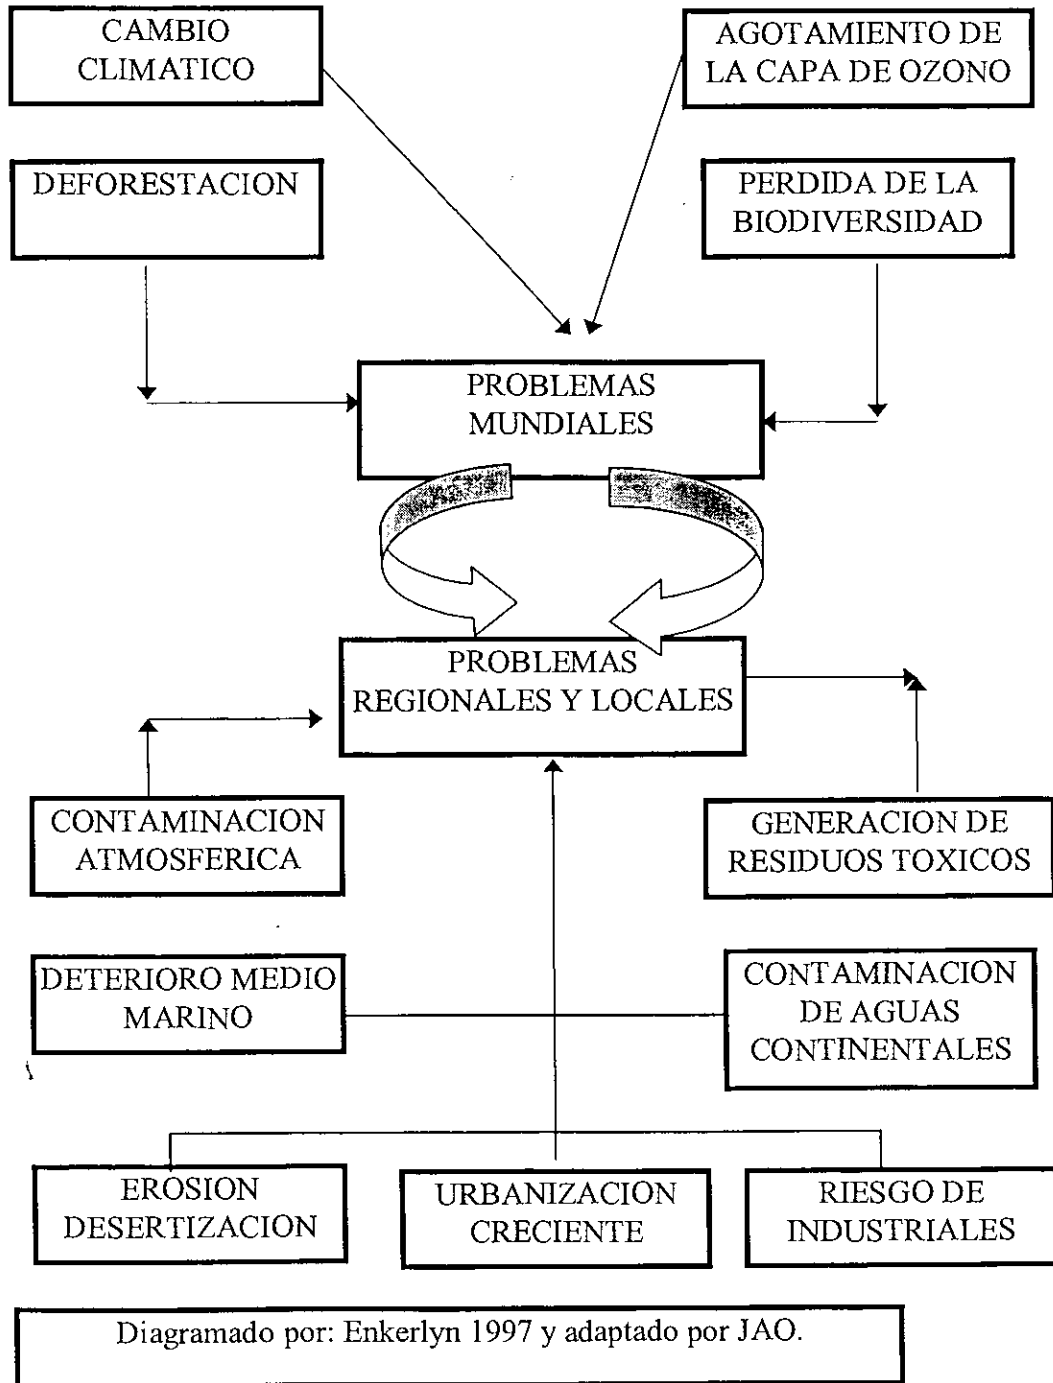 CAMBIO
CLIMATICO
AGOTAMIENTO DE
LA CAPA DE OZONO
DEFORESTACION
PERDIDA DE LA
BIODIVERSIDAD
PROBLEMAS
MUNDIALES
PROBLEMAS
REGIONALES Y LOCALES
CONTAMINACION
ATMOSFERICA
GENERACION DE
RESIDUOS TOXICOS
DETERIORO MEDIO
MARINO
CONTAMINACION
DE AGUAS
CONTINENTALES
EROSION
DESERTIZACION
URBANIZACION
CRECIENTE
RIESGO DE
INDUSTRIALES
Diagramado por: Enkerlyn 1997 y adaptado por JAO.